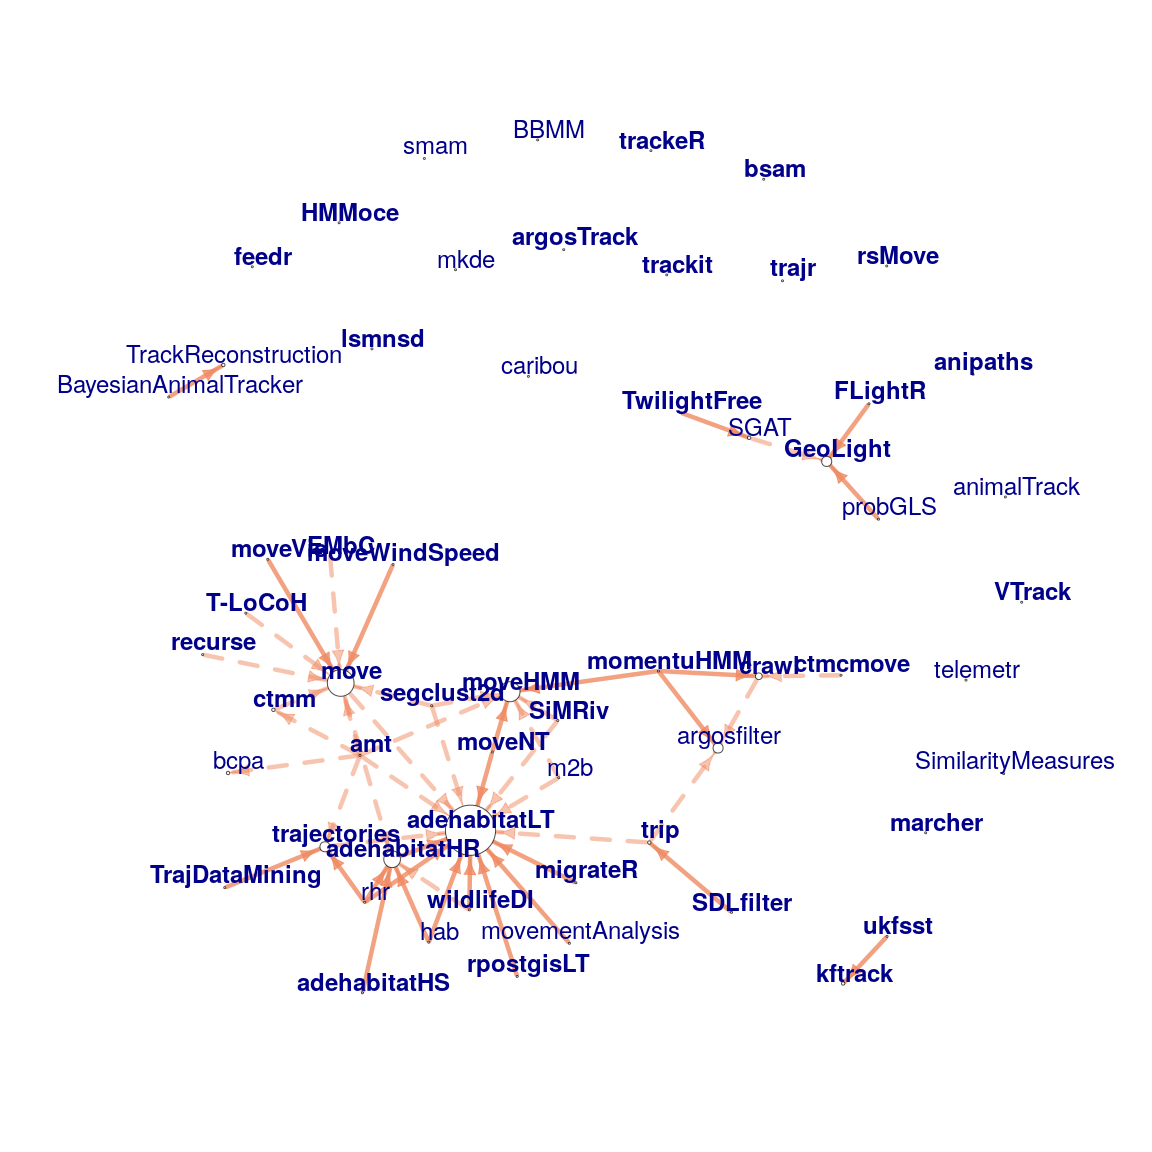 BBMM
trackeR
smam
bsam
HMMoce
argosTrack
feedr
mkde
trackit
trajr
rsMove
lsmnsd
TrackReconstruction
caribou
anipaths
BayesianAnimalTracker
TwilightFree
FLightR
SGAT
GeoLight
animalTrack
probGLS
moveVis
EMbC
moveWindSpeed
T-LoCoH
VTrack
recurse
move
momentuHMM
crawl
ctmcmove
telemetr
moveHMM
segclust2d
ctmm
SiMRiv
amt
moveNT
argosfilter
bcpa
m2b
SimilarityMeasures
adehabitatLT
trip
marcher
trajectories
adehabitatHR
TrajDataMining
migrateR
rhr
wildlifeDI
SDLfilter
hab
movementAnalysis
ukfsst
rpostgisLT
kftrack
adehabitatHS